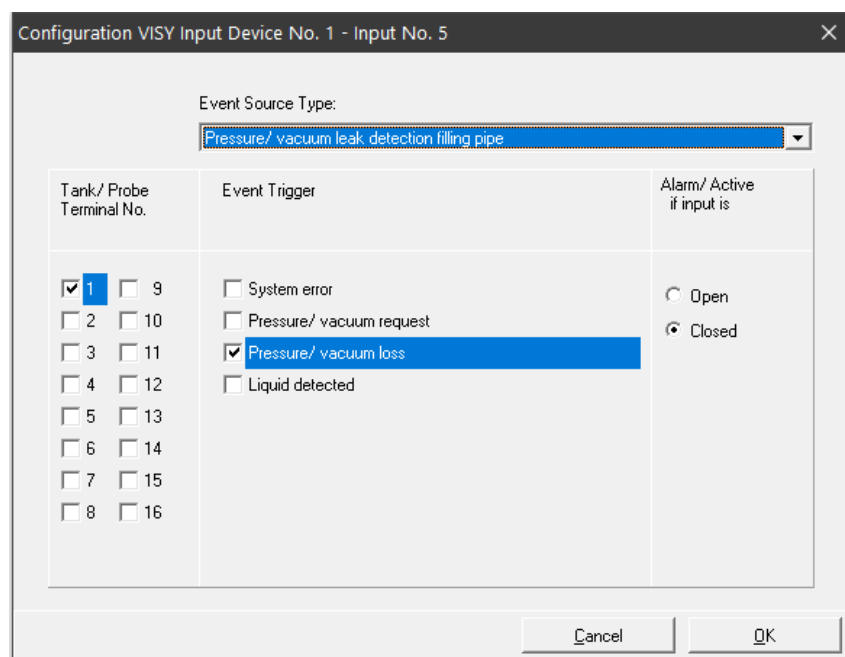 Configuration VISY Input Device No. 1 - Input No. 5
Event Source Type:
Pressure/ vacuum leak detection filling pipe
Tank/ Probe
Terminal No.
Event Trigger
Alarm/ Active
if input is
1 9
2 10
3 11
4 12
5 13
6 14
7 15
8 16
System error
Pressure/ vacuum request
Pressure/ vacuum loss
Liquid detected
Open
Closed
Cancel
OK